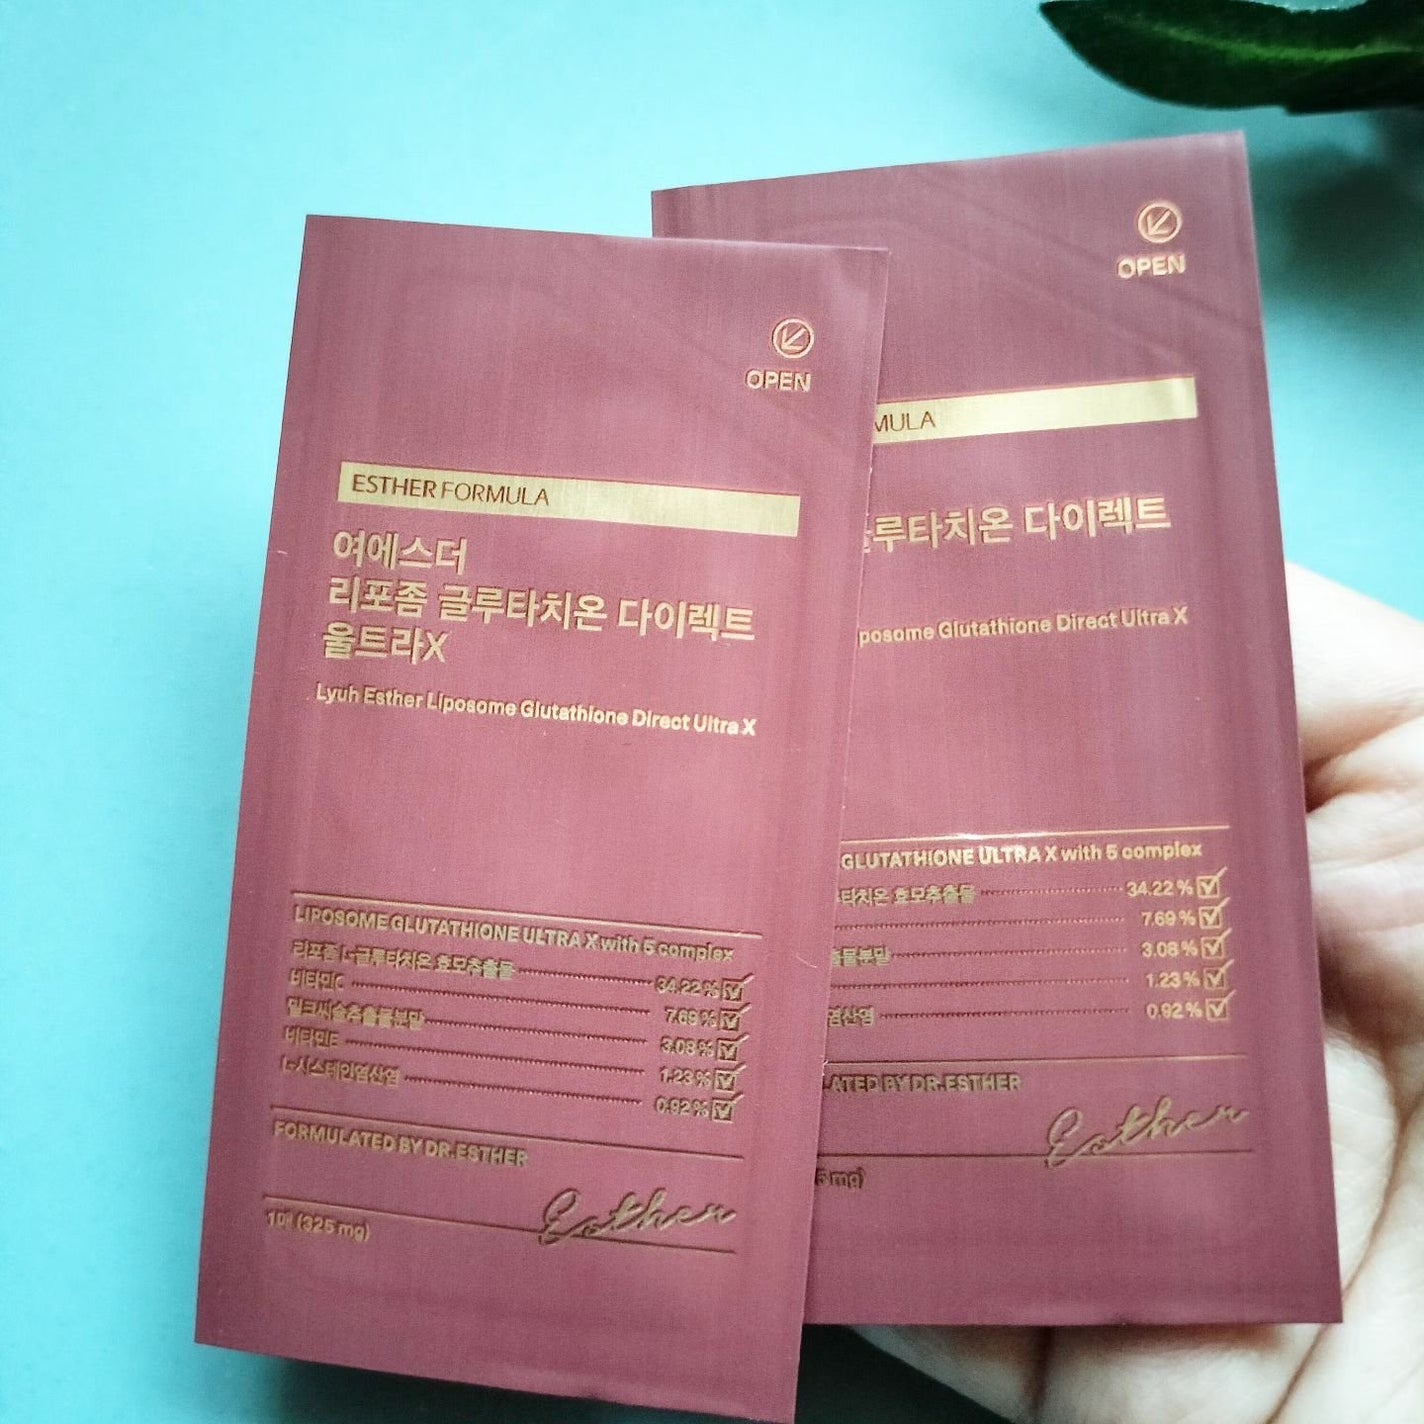 OPEN
ESTHER FORMULA
여에스더
리포좀 글루타치온 다이렉트
울트라X
Lyuh Esther Liposome Glutathione Direct Ultra X
LIPOSOME GLUTATHIONE ULTRA X with 5 complex
리포좀 L-글루타치온 효모추출물 34.22 %
비타민C 7.69 %
밀크씨슬추출물분말 3.08 %
비타민E 1.23 %
L-시스테인염산염 0.92 %
FORMULATED BY DR.ESTHER
Esther
1매 (325 mg)
OPEN
MULA
루타치온 다이렉트
posome Glutathione Direct Ultra X
GLUTATHIONE ULTRA X with 5 complex
타치온 효모추출물 34.22 %
7.69 %
출물분말 3.08 %
1.23 %
염산염 0.92 %
ATED BY DR.ESTHER
Esther
5 mg)